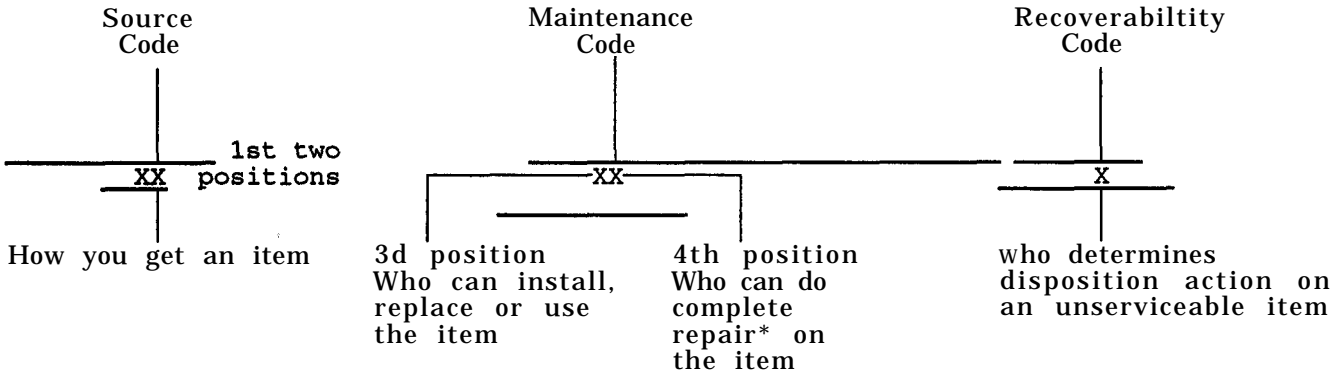 Source
Code
Maintenance
Code
Recoverabiltity
Code
1st two
XX positions
XX
X
How you get an item
3d position
Who can install,
replace or use
the item
4th position
Who can do
complete
repair* on
the item
who determines
disposition action on
an unserviceable item